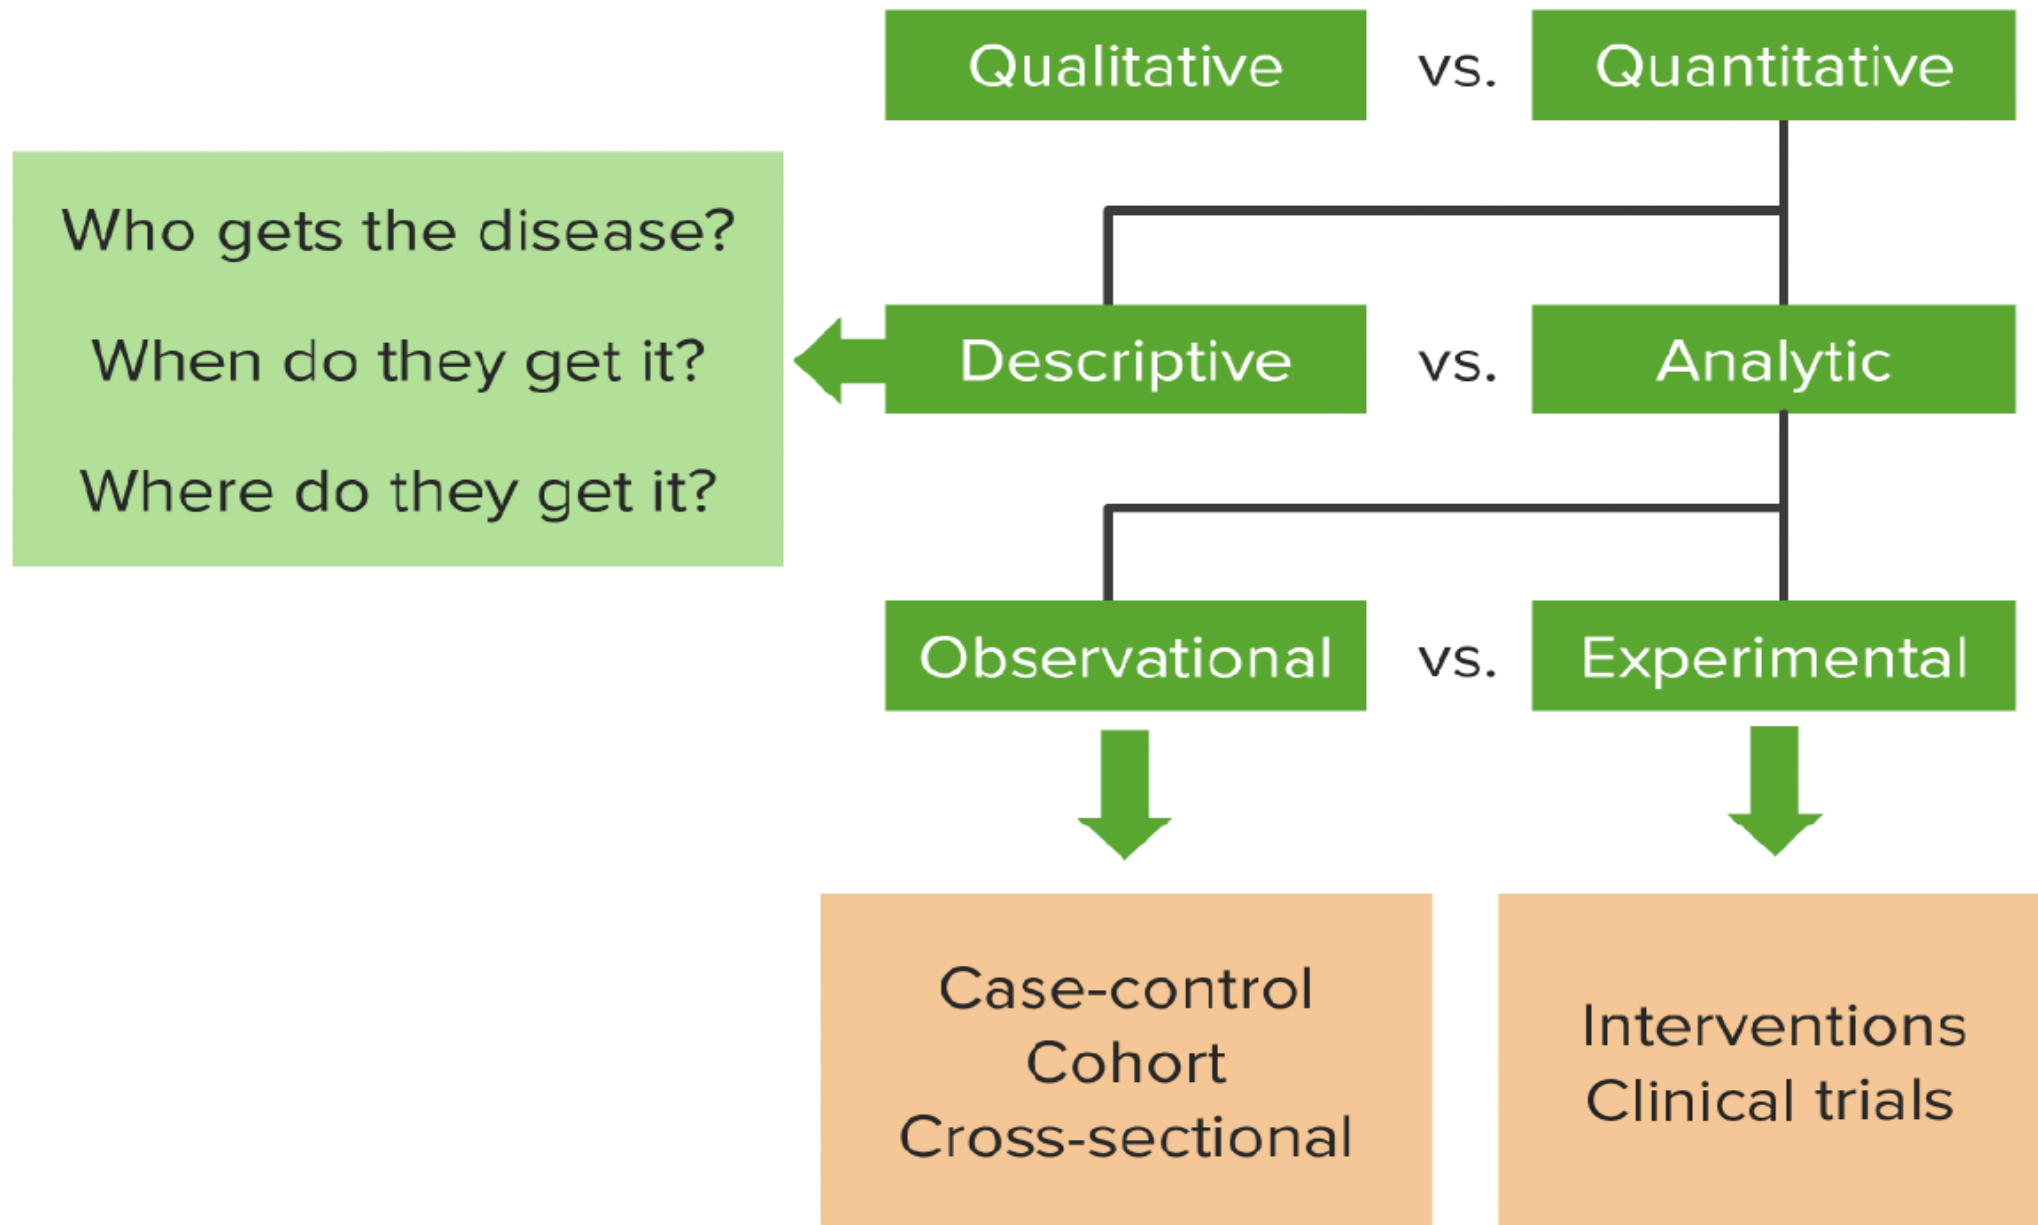 Qualitative vs. Quantitative
Who gets the disease?
When do they get it?
Where do they get it?
Descriptive vs. Analytic
Observational vs. Experimental
Case-control
Cohort
Cross-sectional
Interventions
Clinical trials